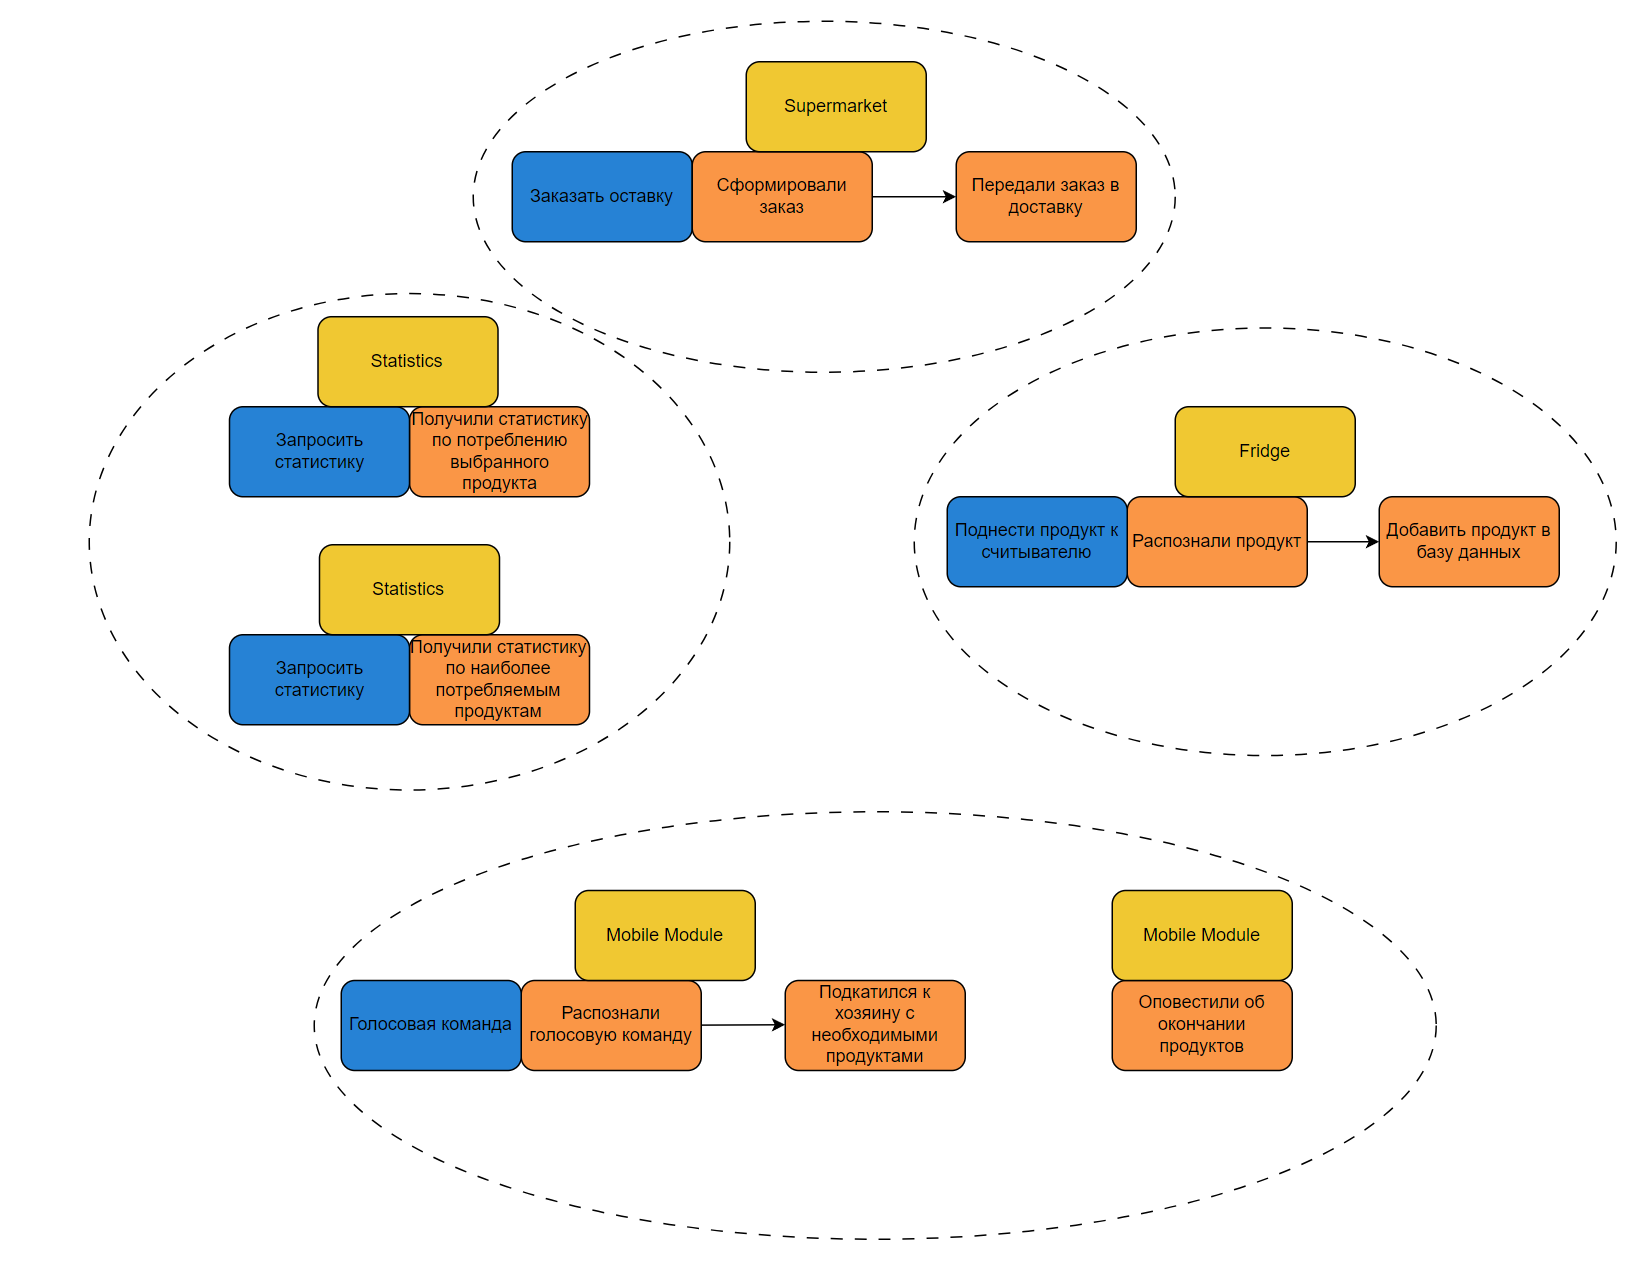 Supermarket
Заказать оставку
Сформировали
заказ
Передали заказ в
доставку
Statistics
Запросить
статистику
Получили статистику
по потреблению
выбранного
продукта
Statistics
Запросить
статистику
Получили статистику
по наиболее
потребляемым
продуктам
Fridge
Поднести продукт к
считывателю
Распознали продукт
Добавить продукт в
базу данных
Mobile Module
Голосовая команда
Распознали
голосовую команду
Подкатился к
хозяину с
необходимыми
продуктами
Mobile Module
Оповестили об
окончании
продуктов